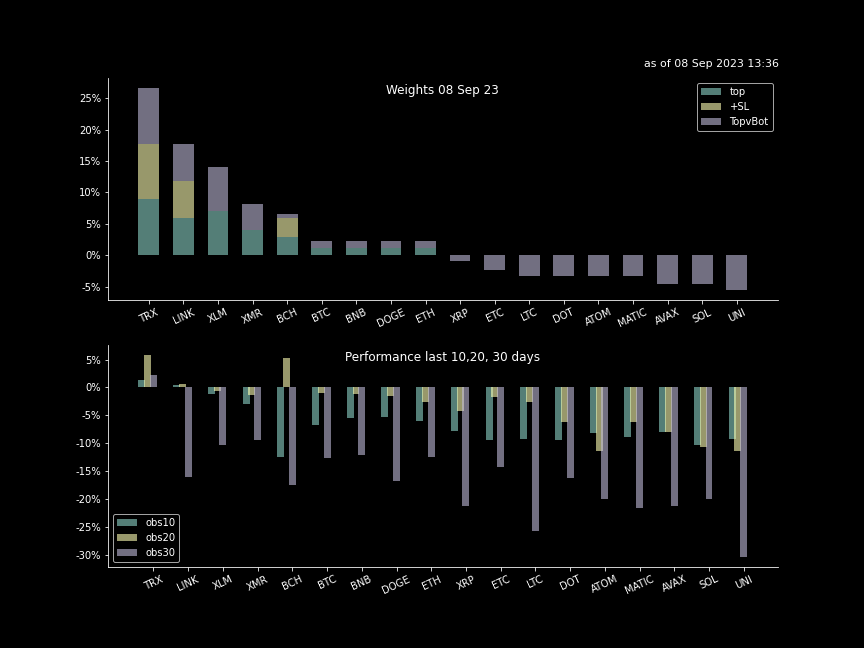 as of 08 Sep 2023 13:36
Weights 08 Sep 23
top
+SL
TopvBot
25%
20%
15%
10%
5%
0%
-5%
TRX LINK XLM XMR BCH BTC BNB DOGE ETH XRP ETC LTC DOT ATOM MATIC AVAX SOL UNI
Performance last 10,20, 30 days
5%
0%
-5%
-10%
-15%
-20%
-25%
-30%
obs10
obs20
obs30
TRX LINK XLM XMR BCH BTC BNB DOGE ETH XRP ETC LTC DOT ATOM MATIC AVAX SOL UNI